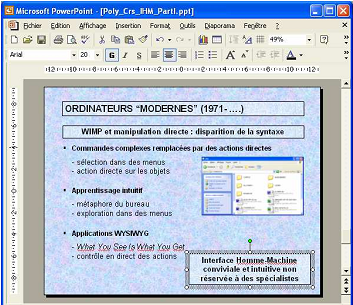 Microsoft PowerPoint - [Poly_Crs_IHM_PartI.ppt]
Fichier Edition Affichage Insertion Format Outils Diaporama Fenêtre ?
49%
Arial 20 G I S
ORDINATEURS “MODERNES” (1971- ….)
WIMP et manipulation directe : disparition de la syntaxe
• Commandes complexes remplacées par des actions directes
- sélection dans des menus
- action directe sur les objets
• Apprentissage intuitif
- métaphore du bureau
- exploration dans des menus
• Applications WYSIWYG
- What You See Is What You Get
- contrôle en direct des actions
Interface Homme-Machine
conviviale et intuitive non
réservée à des spécialistes